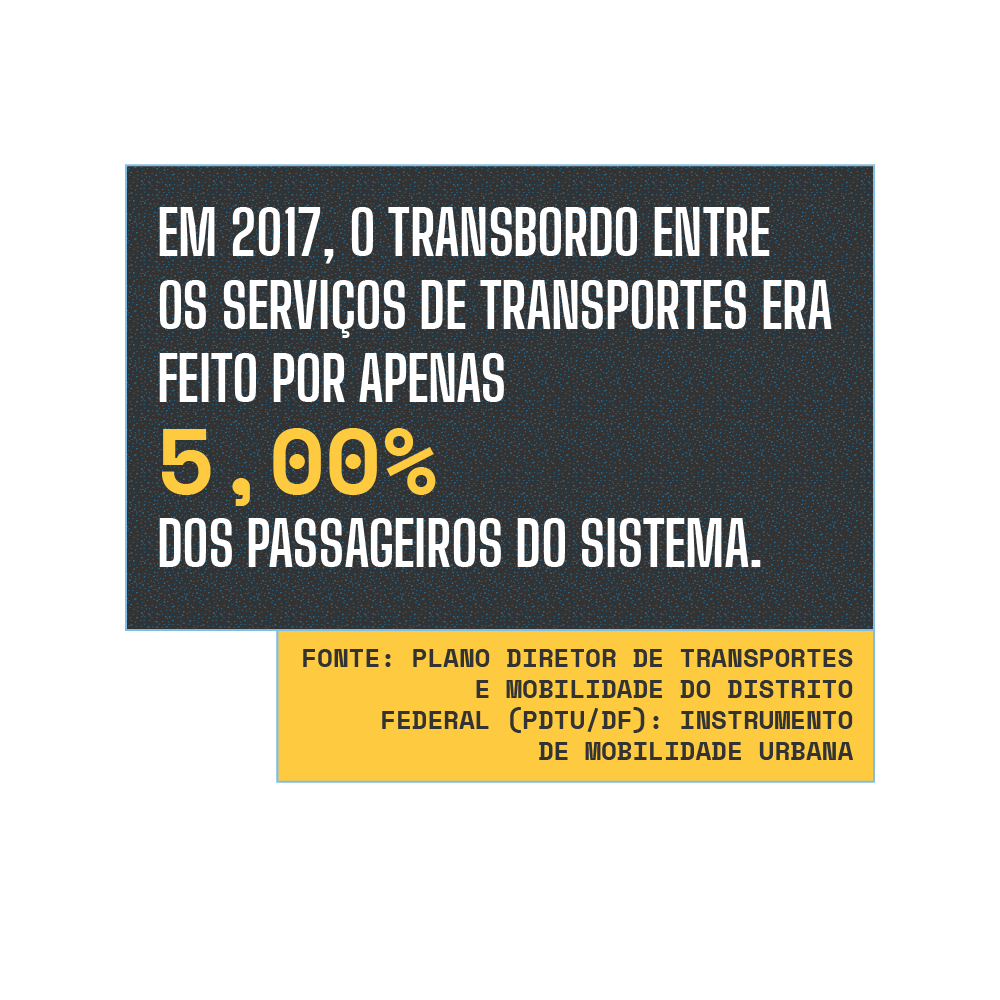 EM 2017, O TRANSBORDO ENTRE
OS SERVIÇOS DE TRANSPORTES ERA
FEITO POR APENAS
5,00%
DOS PASSAGEIROS DO SISTEMA.
FONTE: PLANO DIRETOR DE TRANSPORTES
E MOBILIDADE DO DISTRITO
FEDERAL (PDTU/DF): INSTRUMENTO
DE MOBILIDADE URBANA